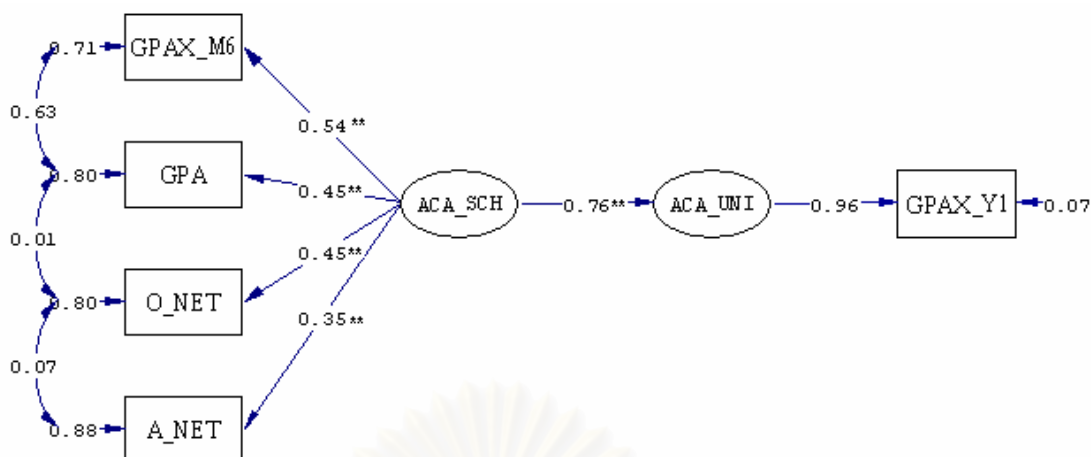 0.71 GPAX_M6
0.63
0.54**
0.80 GPA
0.45**
ACA_SCH 0.76** ACA_UNI 0.96 GPAX_Y1 0.07
0.01
0.45**
0.80 O_NET
0.35**
0.07
0.88 A_NET